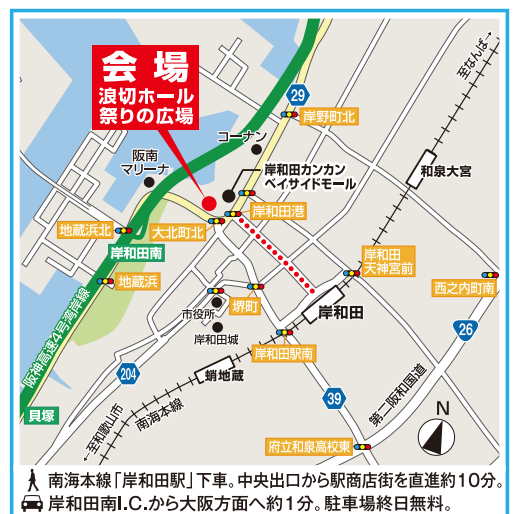 会場
浪切ホール
祭りの広場
29
岸野町北
至なんば→
コーナン
阪南
マリーナ
岸和田カンカン
ベイサイドモール
和泉大宮
地蔵浜北
大北町北
岸和田港
岸和田南
地蔵浜
岸和田
天神宮前
西之内町南
堺町
市役所
岸和田
岸和田城
岸和田駅南
26
阪神高速4号湾岸線
204
蛸地蔵
39
第二阪和国道
貝塚
←至和歌山市
南海本線
府立和泉高校東
N
南海本線「岸和田駅」下車。中央出口から駅商店街を直進約10分。
岸和田南I.C.から大阪方面へ約1分。駐車場終日無料。